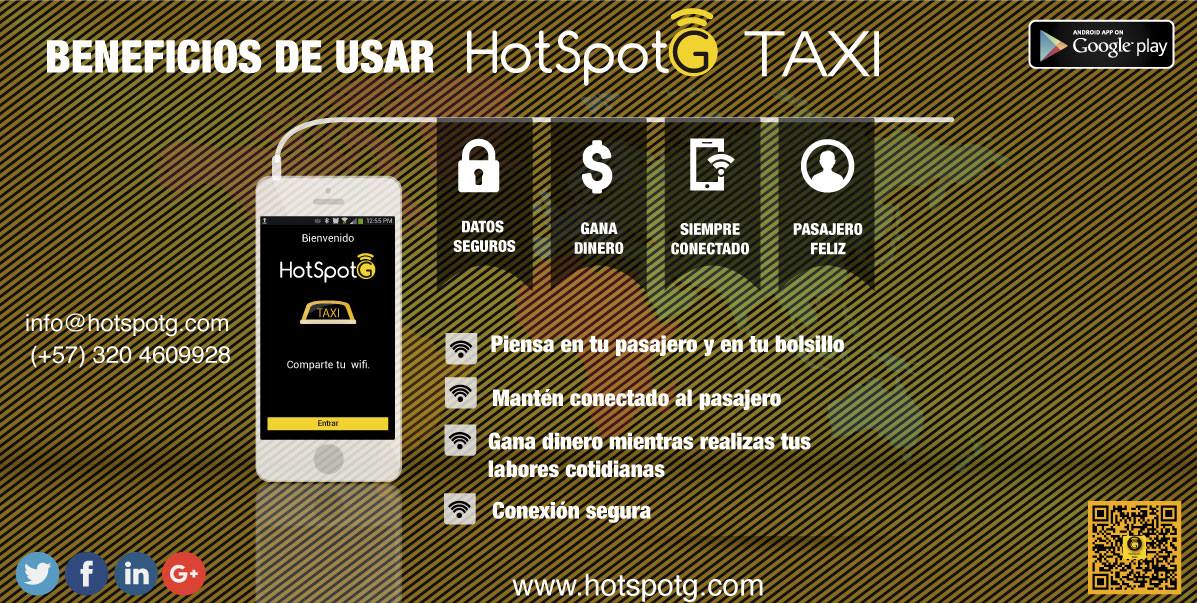 BENEFICIOS DE USAR HotSpotG TAXI
ANDROID APP ON
Google play
DATOS
SEGUROS
GANA
DINERO
SIEMPRE
CONECTADO
PASAJERO
FELIZ
12:55 PM
Bienvenido
HotSpotG
TAXI
Comparte tu wifi.
Entrar
info@hotspotg.com
(+57) 320 4609928
Piensa en tu pasajero y en tu bolsillo
Mantén conectado al pasajero
Gana dinero mientras realizas tus
labores cotidianas
Conexión segura
f
in
G+
www.hotspotg.com